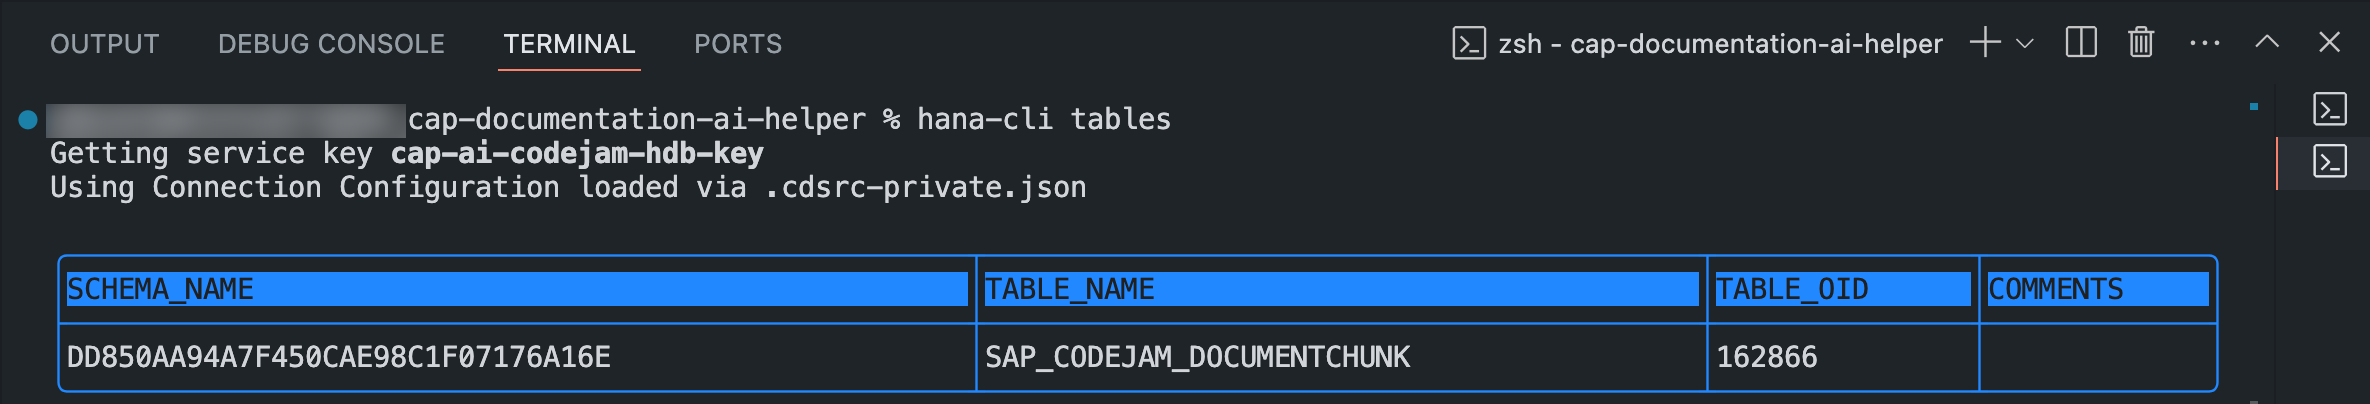 OUTPUT DEBUG CONSOLE TERMINAL PORTS zsh - cap-documentation-ai-helper
cap-documentation-ai-helper % hana-cli tables
Getting service key cap-ai-codejam-hdb-key
Using Connection Configuration loaded via .cdsrc-private.json
SCHEMA_NAME TABLE_NAME TABLE_OID COMMENTS
DD850AA94A7F450CAE98C1F07176A16E SAP_CODEJAM_DOCUMENTCHUNK 162866